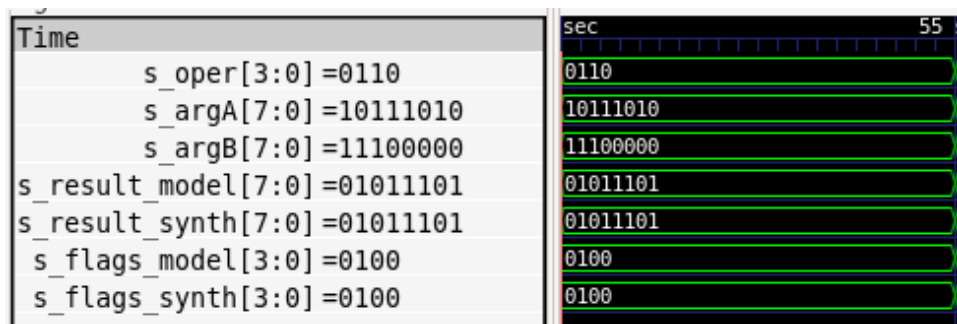 Time
s_oper[3:0]=0110
s_argA[7:0]=10111010
s_argB[7:0]=11100000
s_result_model[7:0]=01011101
s_result_synth[7:0]=01011101
s_flags_model[3:0]=0100
s_flags_synth[3:0]=0100
sec 55
0110
10111010
11100000
01011101
01011101
0100
0100